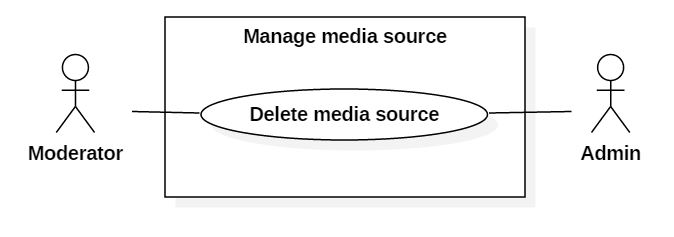 Manage media source
Delete media source
Moderator
Admin